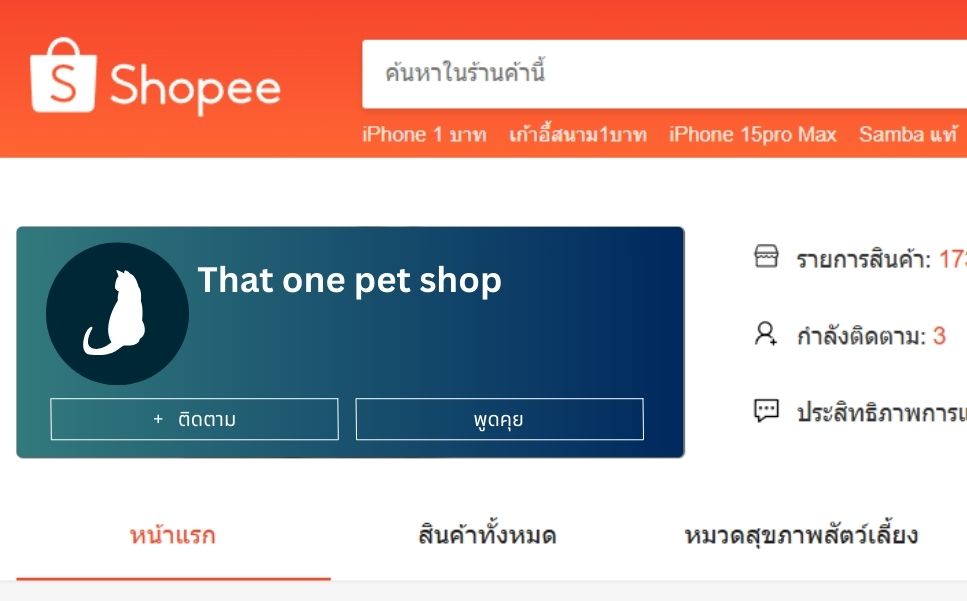 Shopee
ค้นหาในร้านค้านี้
iPhone 1 บาท เก้าอี้สนาม1บาท iPhone 15pro Max Samba แท้
That one pet shop
+ ติดตาม พูดคุย
รายการสินค้า: 17
กำลังติดตาม: 3
ประสิทธิภาพการ
หน้าแรก สินค้าทั้งหมด หมวดสุขภาพสัตว์เลี้ยง